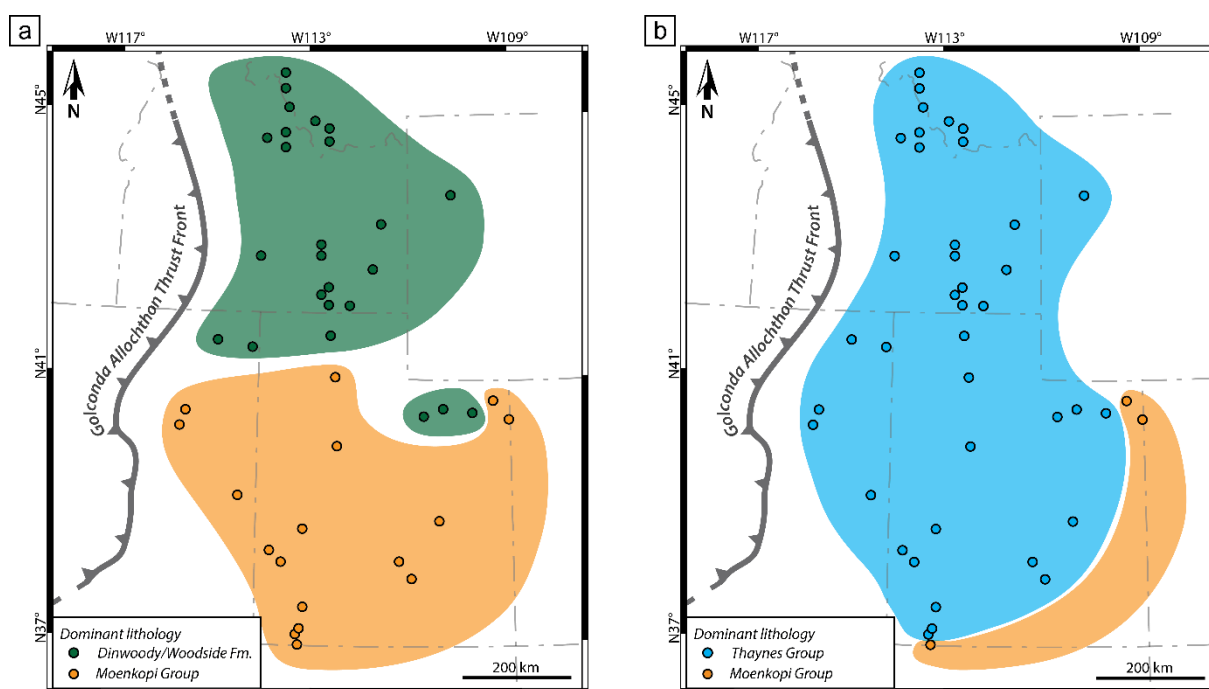 a
W117° W113° W109°
N45°
N
Golconda Allochthon Thrust Front
N41°
N37°
Dominant lithology
Dinwoody/Woodside Fm.
Moenkopi Group
200 km
b
W117° W113° W109°
N45°
N
Golconda Allochthon Thrust Front
N41°
N37°
Dominant lithology
Thaynes Group
Moenkopi Group
200 km